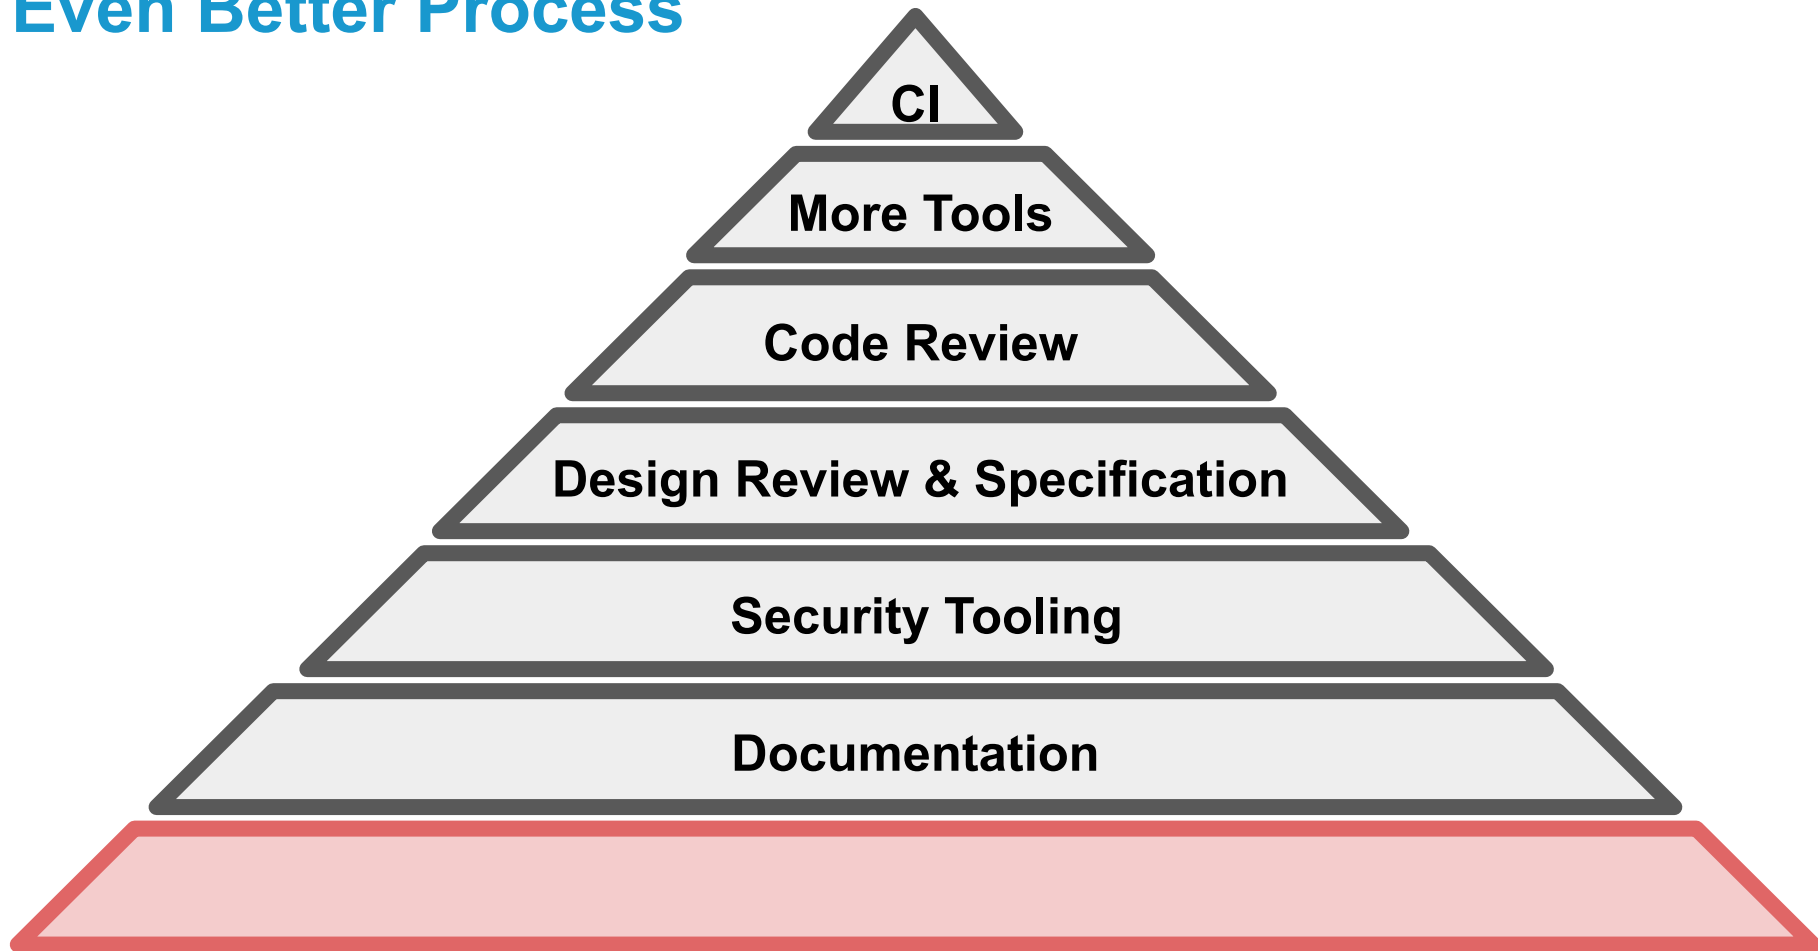 Even Better Process
CI
More Tools
Code Review
Design Review & Specification
Security Tooling
Documentation